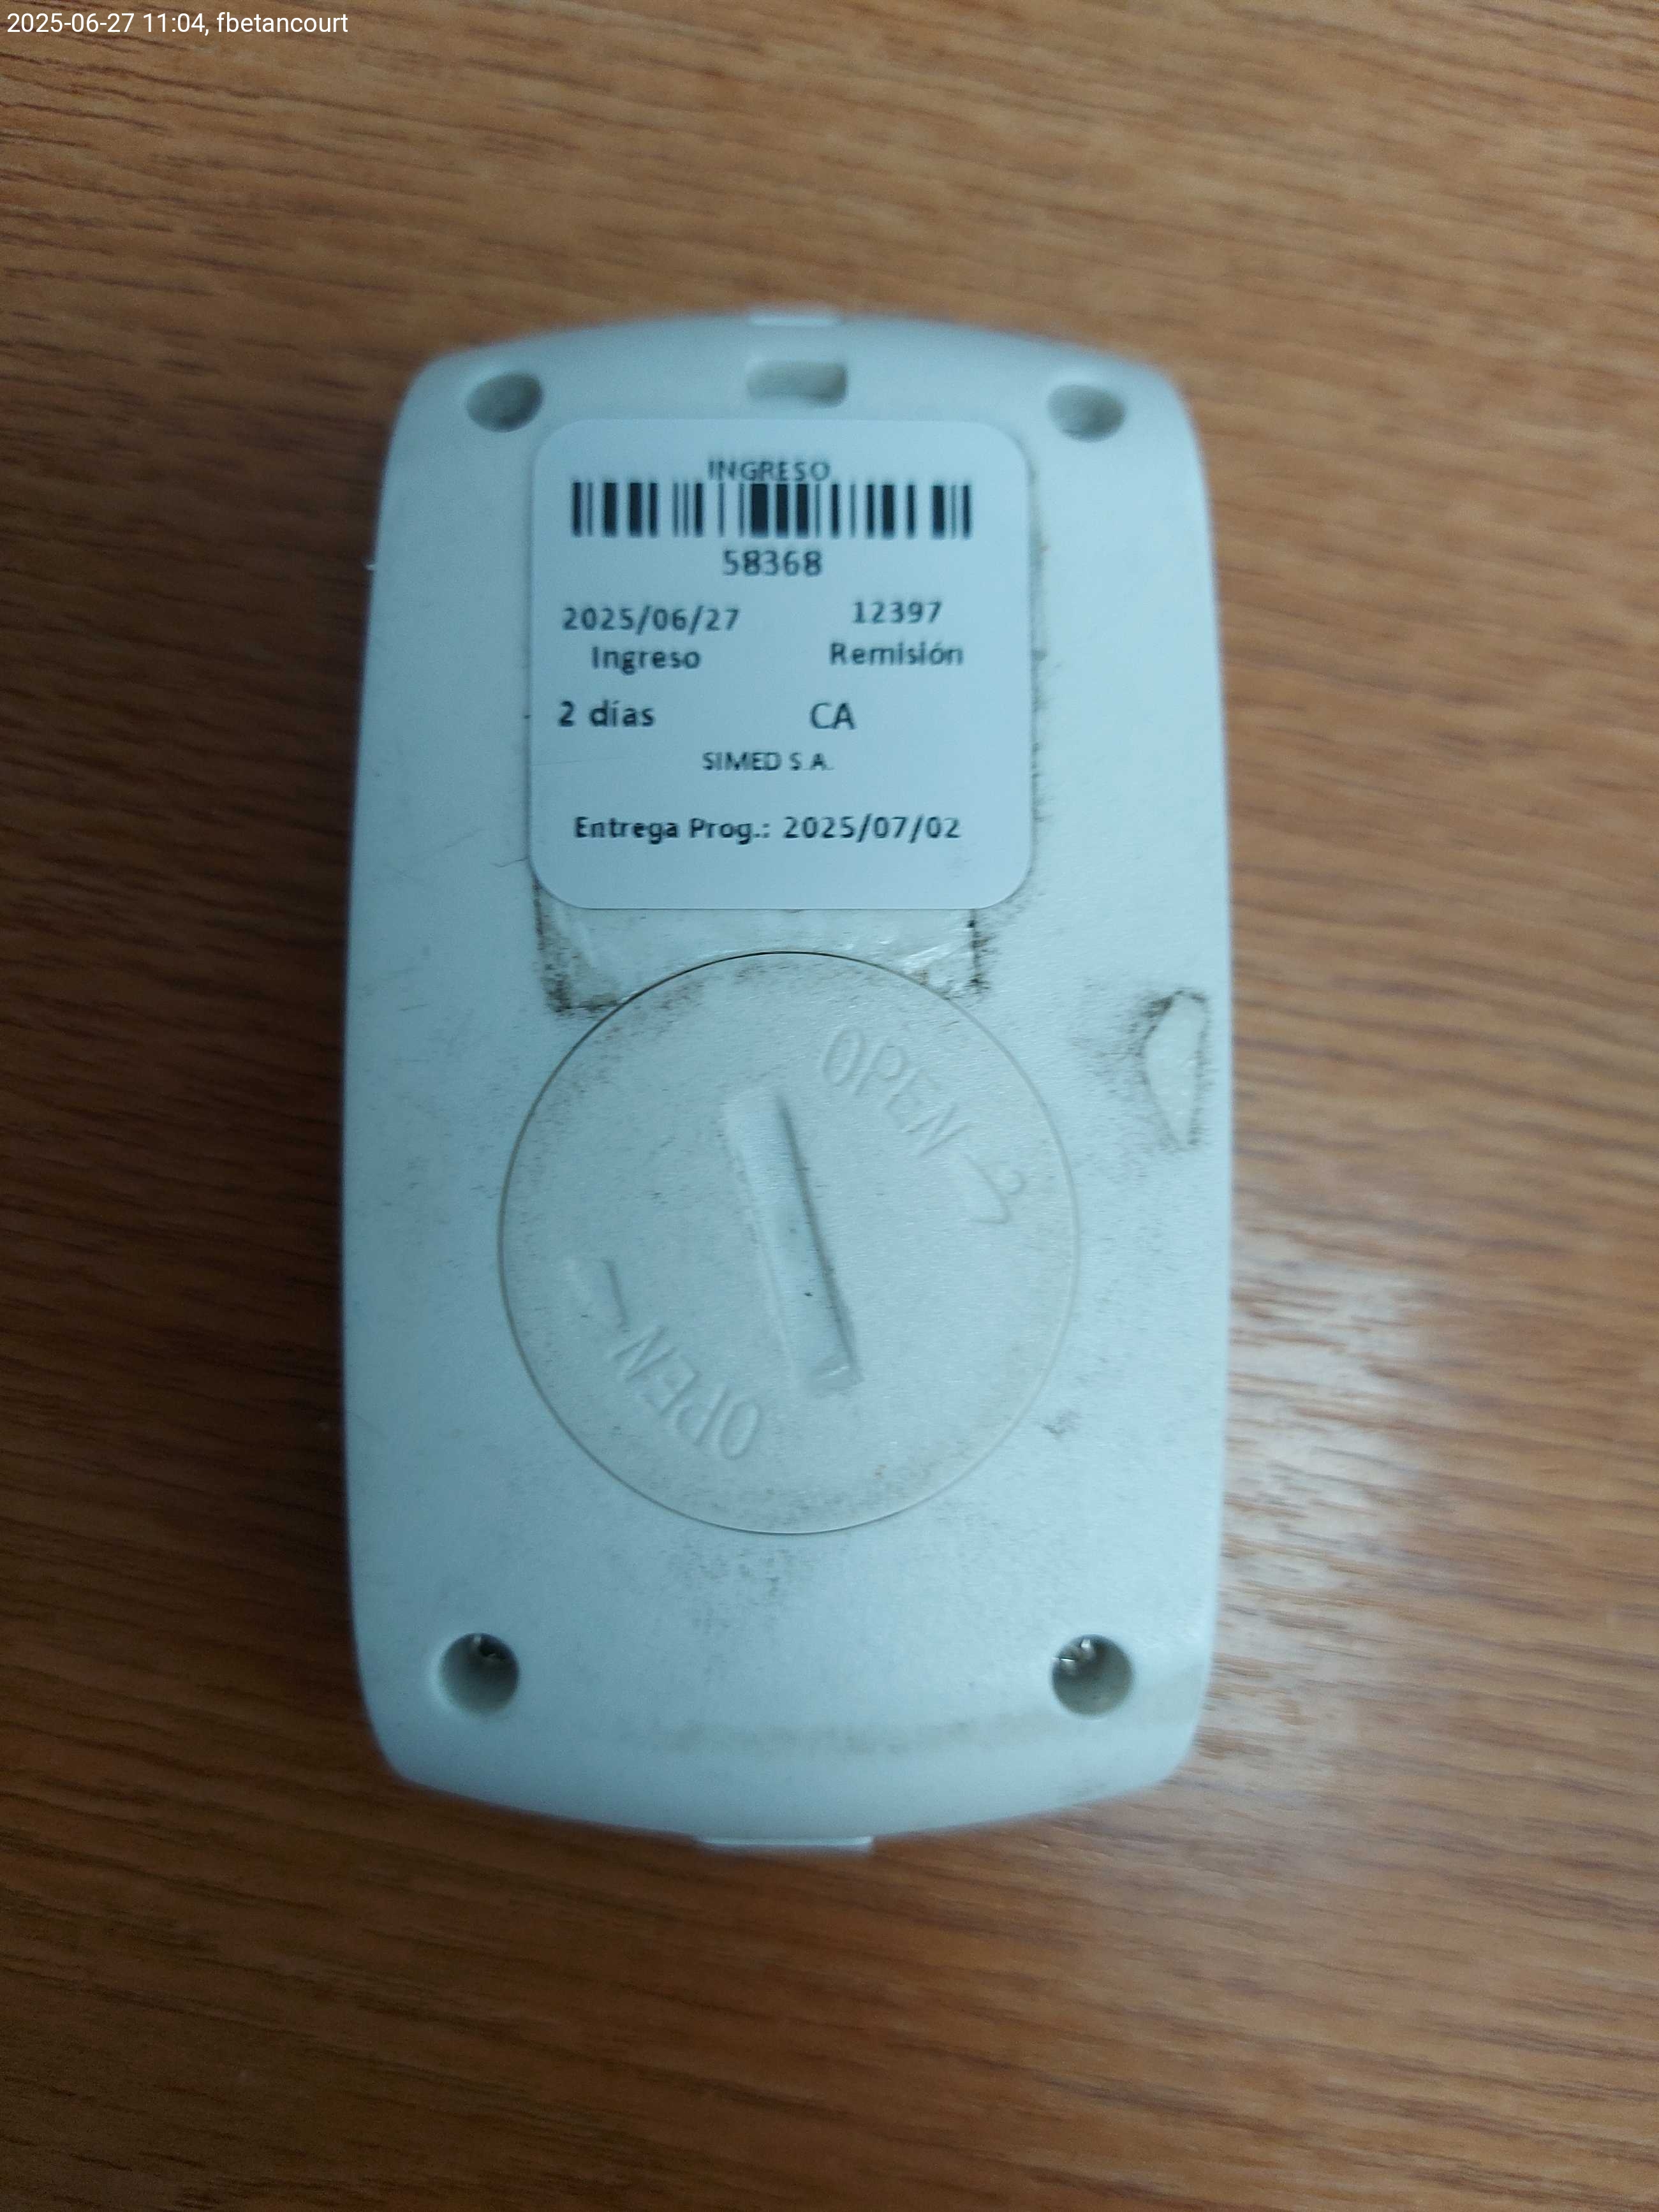 2025-06-27 11:04, fbetancourt
INGRESO
58368
2025/06/27 12397
Ingreso Remisión
2 días CA
SIMED S.A.
Entrega Prog.: 2025/07/02
OPEN
OPEN